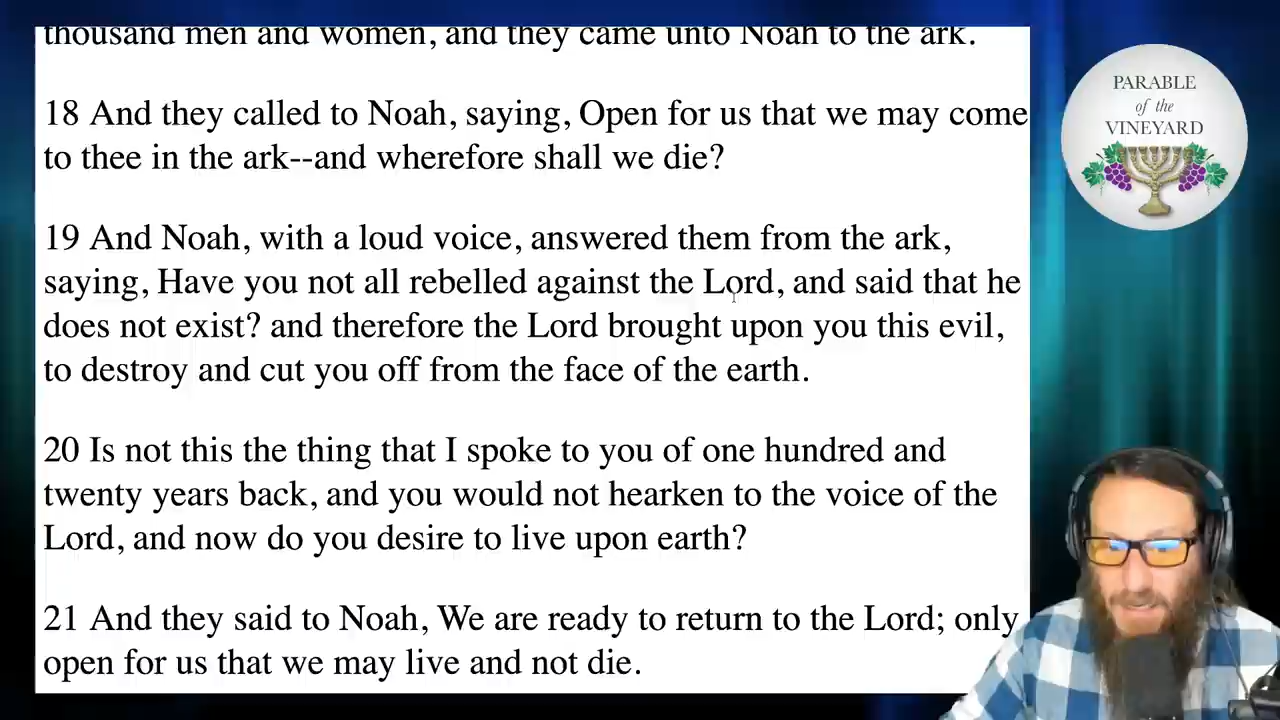 thousand men and women, and they came unto Noah to the ark.
18 And they called to Noah, saying, Open for us that we may come
to thee in the ark--and wherefore shall we die?
19 And Noah, with a loud voice, answered them from the ark,
saying, Have you not all rebelled against the Lord, and said that he
does not exist? and therefore the Lord brought upon you this evil,
to destroy and cut you off from the face of the earth.
20 Is not this the thing that I spoke to you of one hundred and
twenty years back, and you would not hearken to the voice of the
Lord, and now do you desire to live upon earth?
21 And they said to Noah, We are ready to return to the Lord; only
open for us that we may live and not die.
PARABLE
of the
VINEYARD